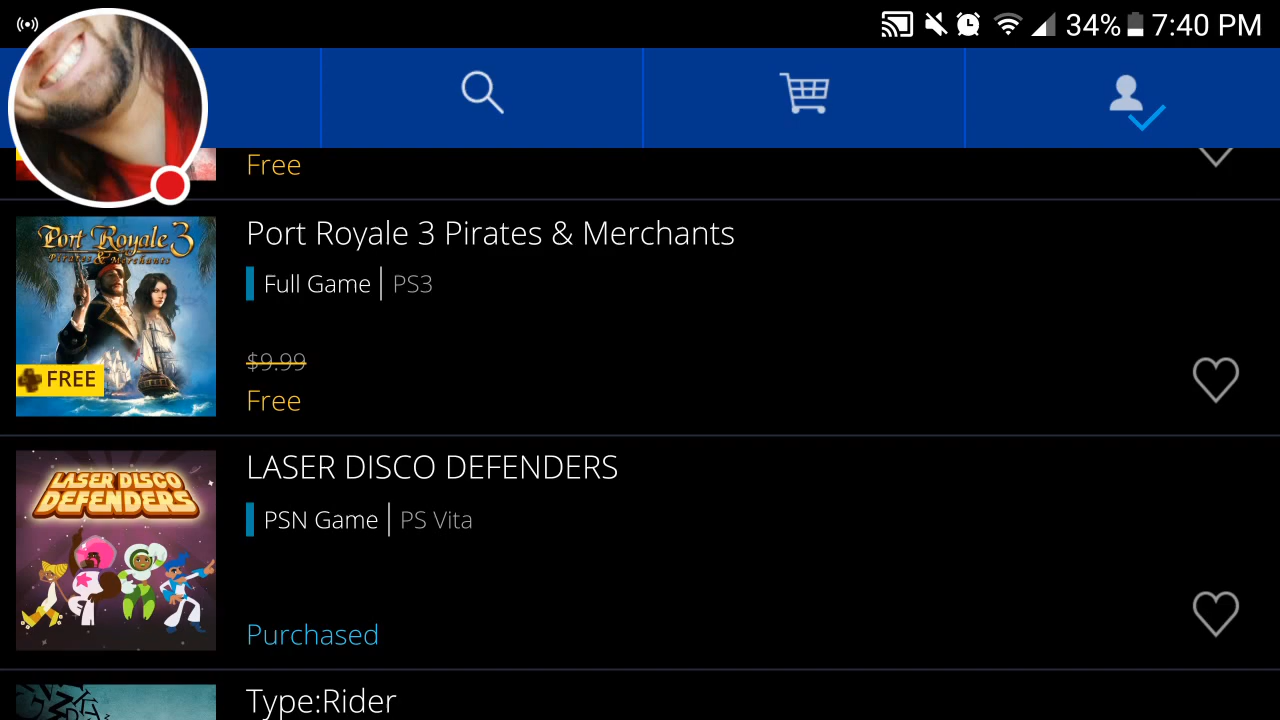 34% 7:40 PM
Free
Port Royale 3
Pirates & Merchants
FREE
Port Royale 3 Pirates & Merchants
Full Game | PS3
$9.99
Free
LASER DISCO
DEFENDERS
LASER DISCO DEFENDERS
PSN Game | PS Vita
Purchased
Type:Rider